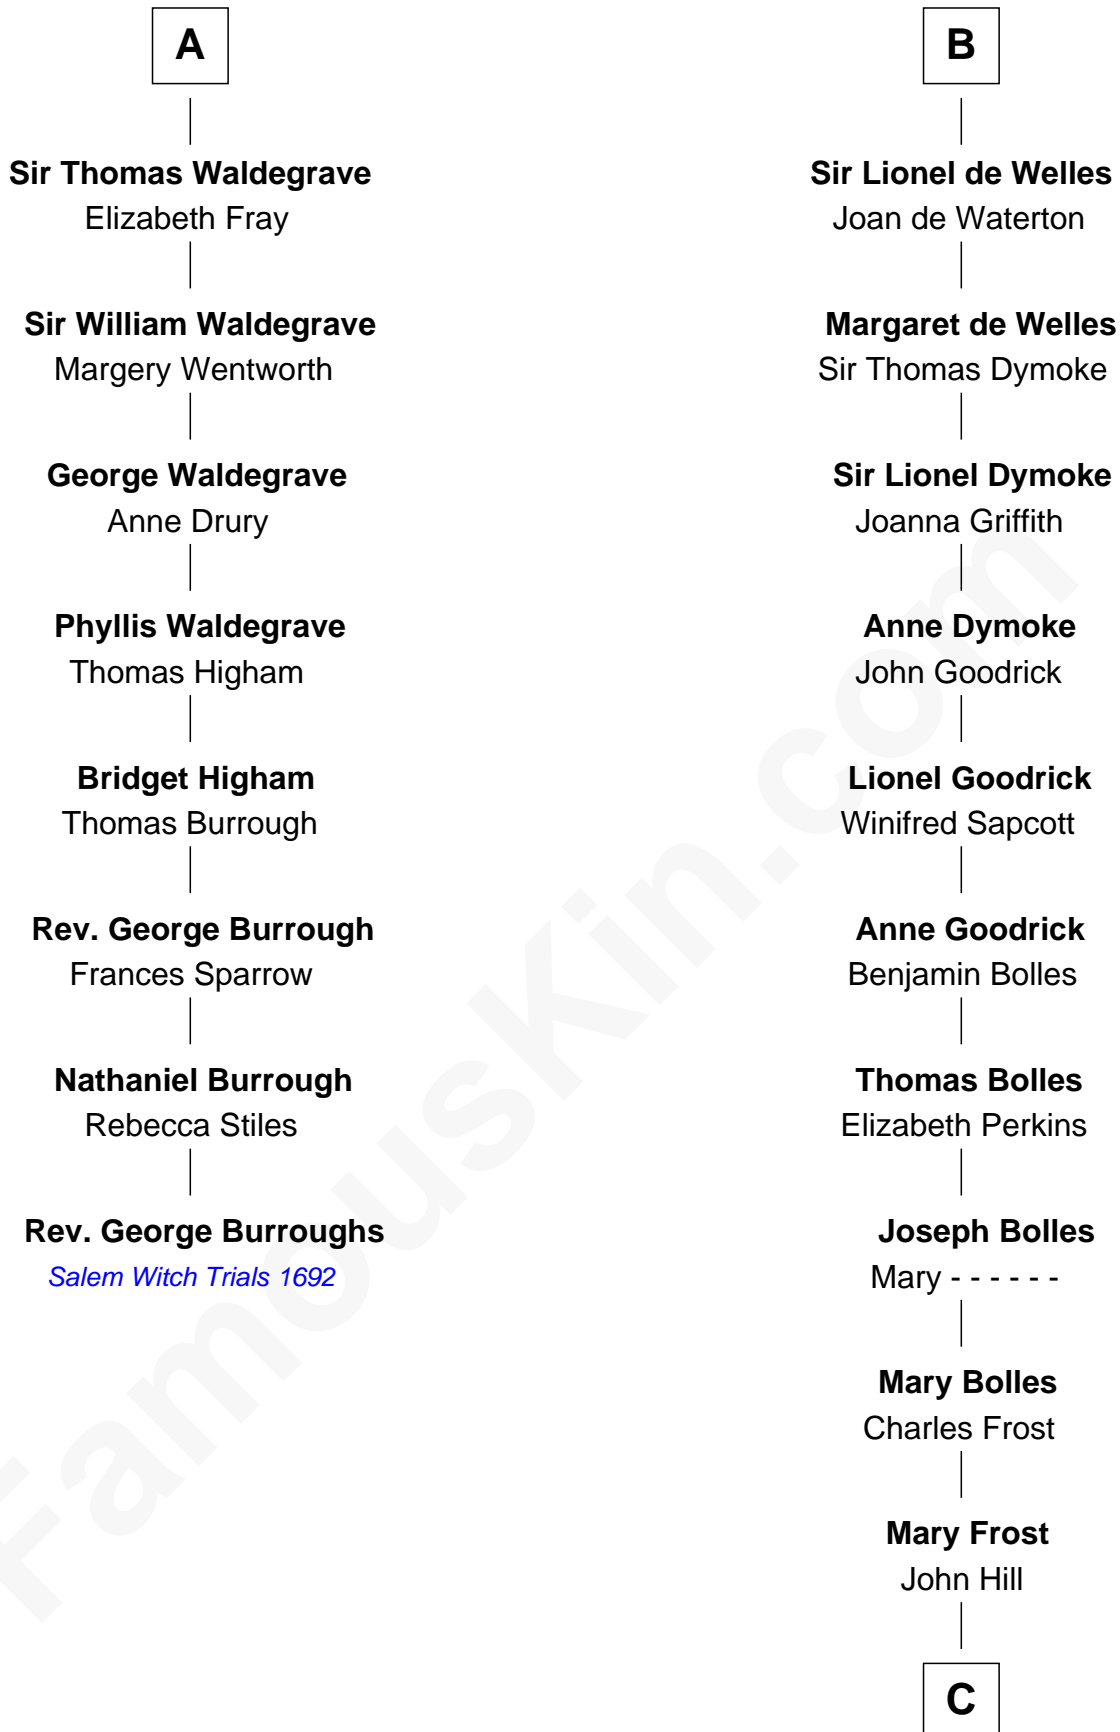 A
Sir Thomas Waldegrave
Elizabeth Fray
Sir William Waldegrave
Margery Wentworth
George Waldegrave
Anne Drury
Phyllis Waldegrave
Thomas Higham
Bridget Higham
Thomas Burrough
Rev. George Burrough
Frances Sparrow
Nathaniel Burrough
Rebecca Stiles
Rev. George Burroughs
Salem Witch Trials 1692
B
Sir Lionel de Welles
Joan de Waterton
Margaret de Welles
Sir Thomas Dymoke
Sir Lionel Dymoke
Joanna Griffith
Anne Dymoke
John Goodrick
Lionel Goodrick
Winifred Sapcott
Anne Goodrick
Benjamin Bolles
Thomas Bolles
Elizabeth Perkins
Joseph Bolles
Mary - - - - - -
Mary Bolles
Charles Frost
Mary Frost
John Hill
C
FamousKin.com